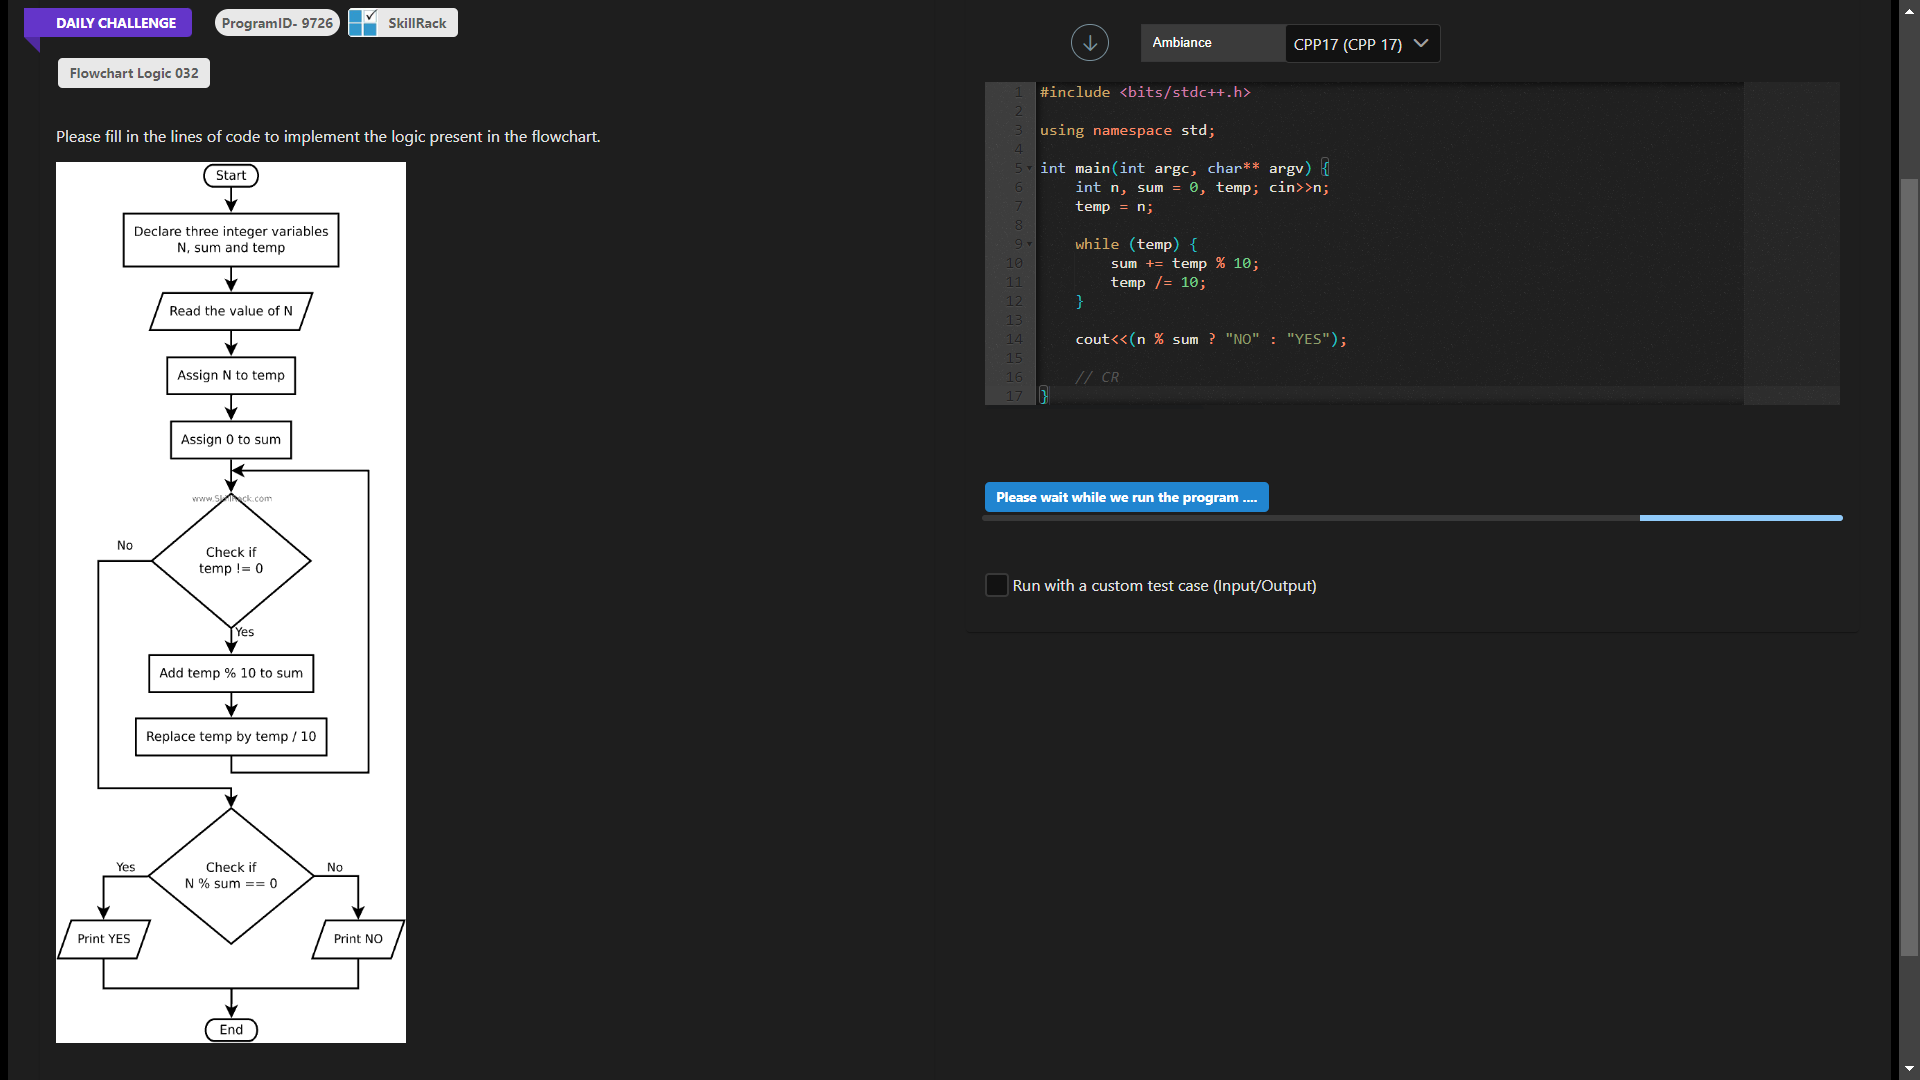 DAILY CHALLENGE
ProgramID- 9726
SkillRack
Flowchart Logic 032
Please fill in the lines of code to implement the logic present in the flowchart.
Start
Declare three integer variables
N, sum and temp
Read the value of N
Assign N to temp
Assign 0 to sum
www.SkillRack.com
No
Check if
temp != 0
Yes
Add temp % 10 to sum
Replace temp by temp / 10
Yes
Check if
N % sum == 0
No
Print YES
Print NO
End
Ambiance
CPP17 (CPP 17)
1 #include <bits/stdc++.h>
2
3 using namespace std;
4
5 int main(int argc, char** argv) {
6     int n, sum = 0, temp; cin>>n;
7     temp = n;
8
9     while (temp) {
10         sum += temp % 10;
11         temp /= 10;
12     }
13
14     cout<<(n % sum ? "NO" : "YES");
15
16     // CR
17 }
Please wait while we run the program ....
Run with a custom test case (Input/Output)